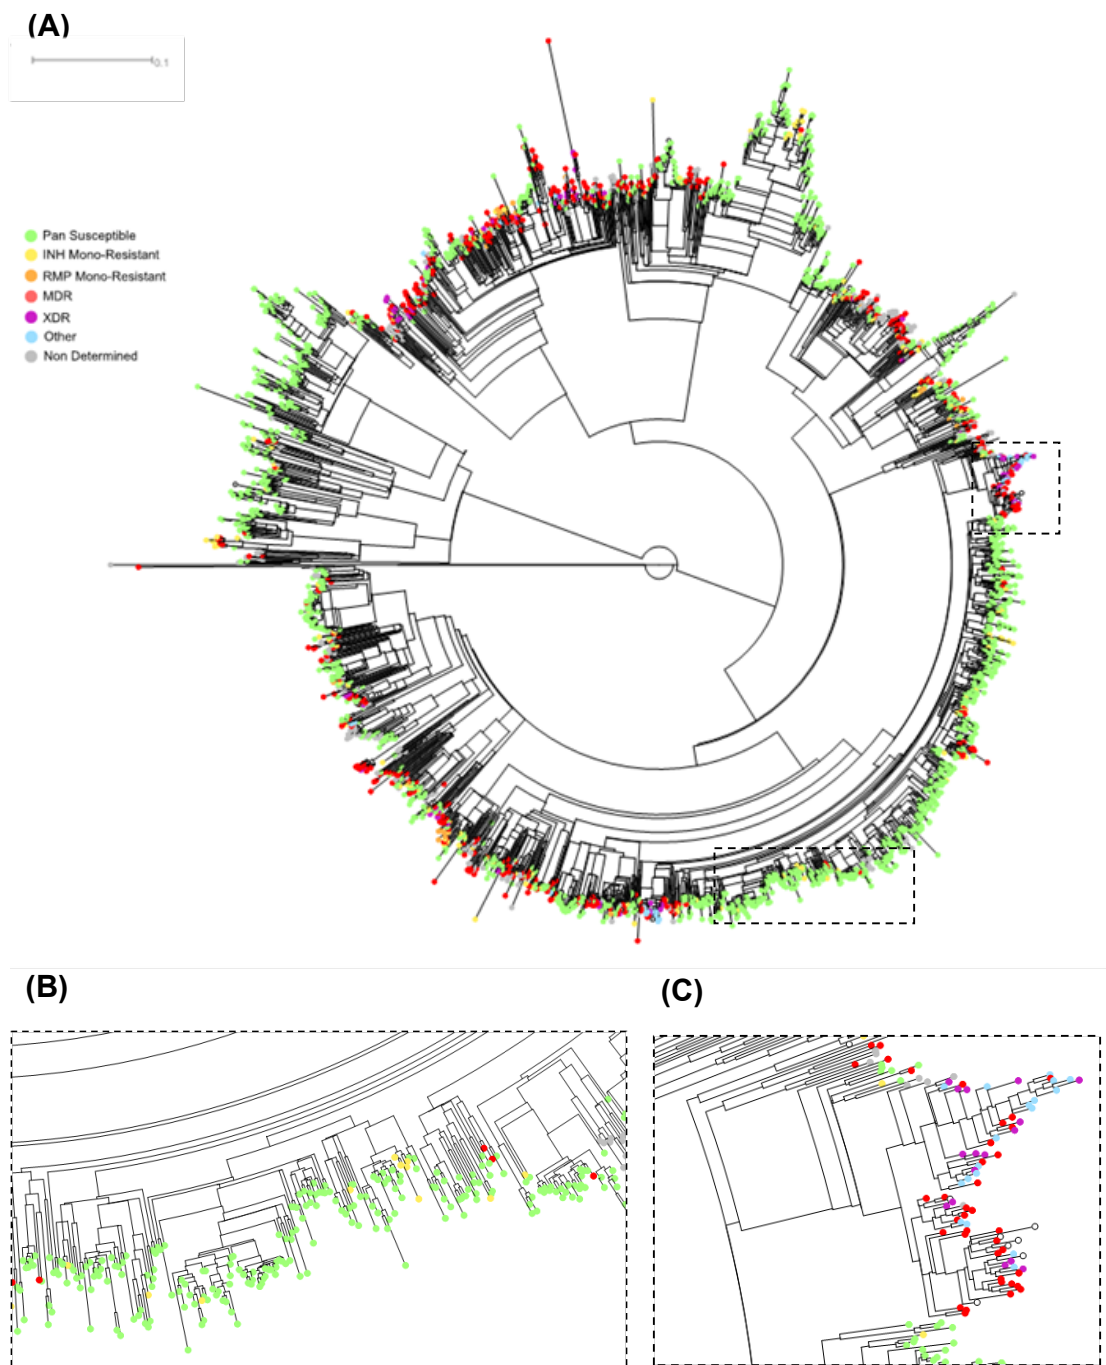 (A)
0.1
Pan Susceptible
INH Mono-Resistant
RMP Mono-Resistant
MDR
XDR
Other
Non Determined
(B)
(C)